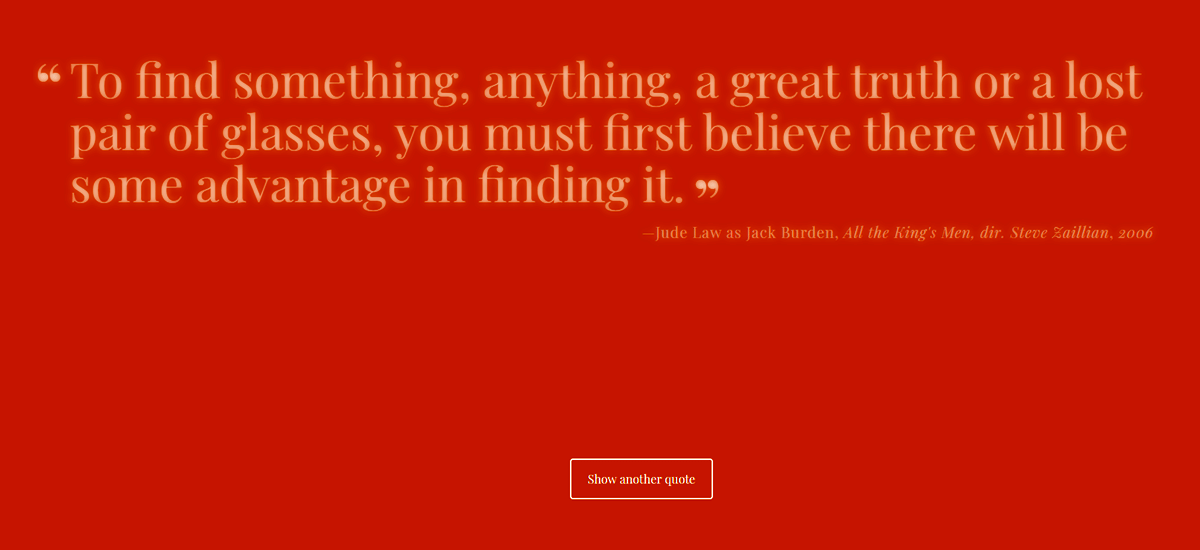 “To find something, anything, a great truth or a lost
pair of glasses, you must first believe there will be
some advantage in finding it.”
—Jude Law as Jack Burden, All the King's Men, dir. Steve Zaillian, 2006
Show another quote